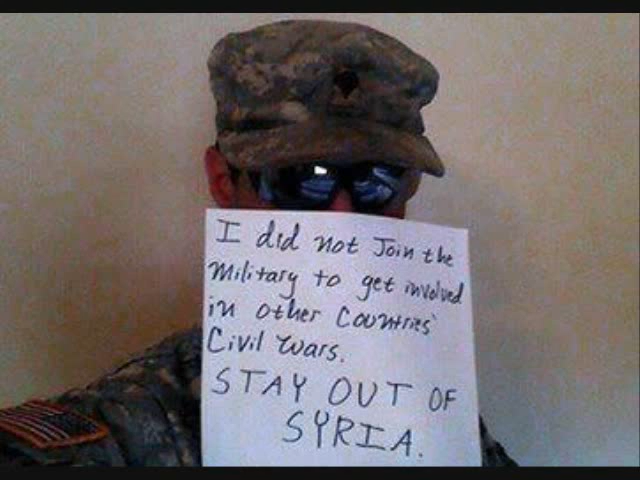 I did not Join the
Military to get involved
in other Countries'
Civil Wars.
STAY OUT OF
SYRIA.